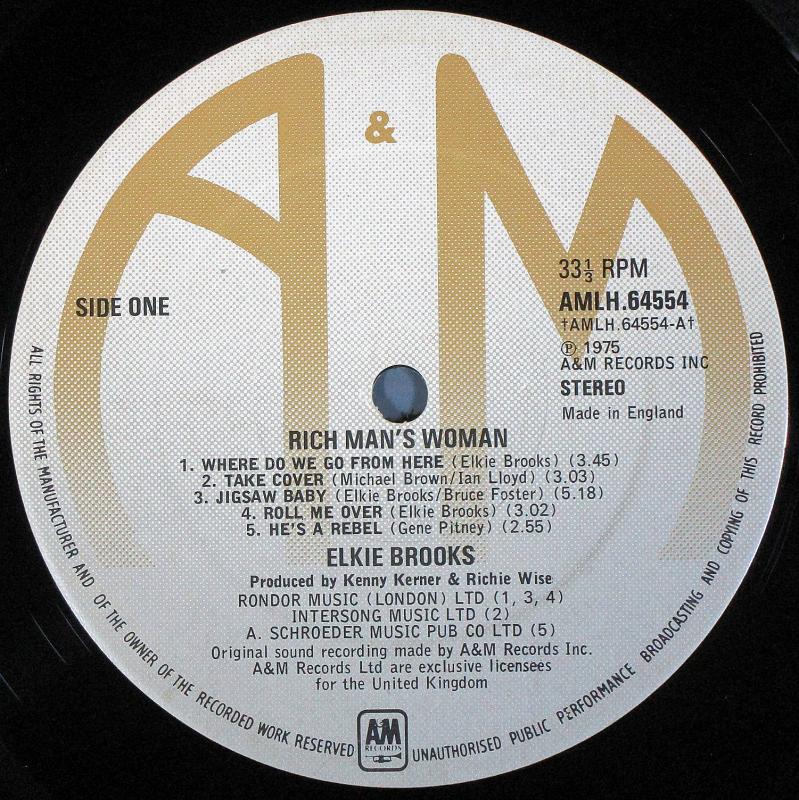 A & M
SIDE ONE
33⅓ RPM
AMLH.64554
†AMLH.64554-A†
℗ 1975
A&M RECORDS INC
STEREO
Made in England
RICH MAN'S WOMAN
1. WHERE DO WE GO FROM HERE (Elkie Brooks) (3.45)
2. TAKE COVER (Michael Brown/Ian Lloyd) (3.03)
3. JIGSAW BABY (Elkie Brooks/Bruce Foster) (5.18)
4. ROLL ME OVER (Elkie Brooks) (3.02)
5. HE'S A REBEL (Gene Pitney) (2.55)
ELKIE BROOKS
Produced by Kenny Kerner & Richie Wise
RONDOR MUSIC (LONDON) LTD (1, 3, 4)
INTERSONG MUSIC LTD (2)
A. SCHROEDER MUSIC PUB CO LTD (5)
Original sound recording made by A&M Records Inc.
A&M Records Ltd are exclusive licensees
for the United Kingdom
ALL RIGHTS OF THE MANUFACTURER AND OF THE OWNER OF THE RECORDED WORK RESERVED
A&M
RECORDS
UNAUTHORISED PUBLIC PERFORMANCE BROADCASTING AND COPYING OF THIS RECORD PROHIBITED